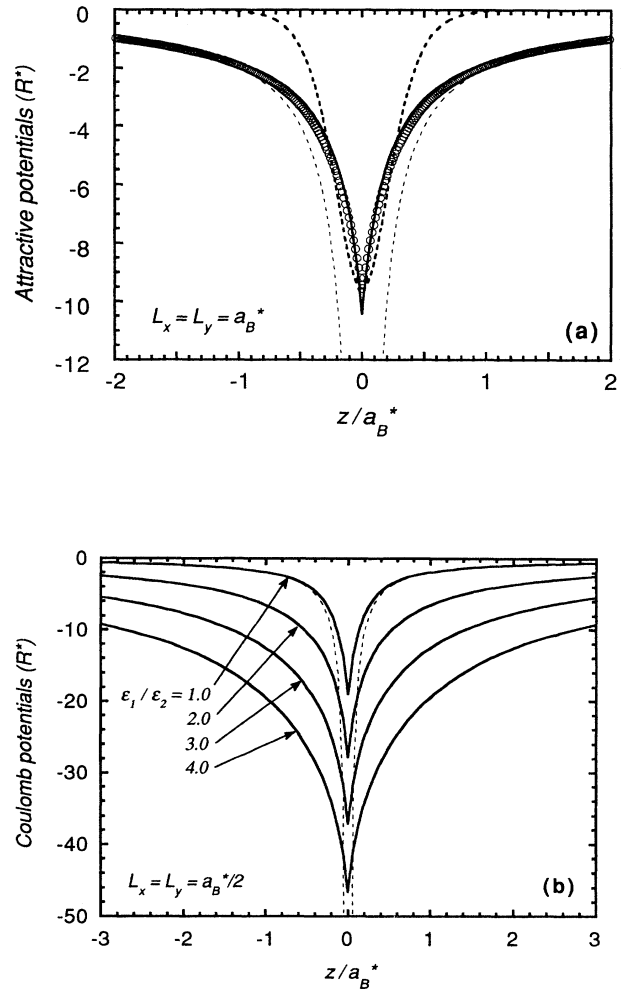 0
-2
-4
-6
-8
-10
-12
Attractive potentials (R*)
L_x = L_y = a_B*
(a)
-2 -1 0 1 2
z/a_B*
0
-10
-20
-30
-40
-50
Coulomb potentials (R*)
ε_1 / ε_2 = 1.0
2.0
3.0
4.0
L_x = L_y = a_B*/2
(b)
-3 -2 -1 0 1 2 3
z/a_B*